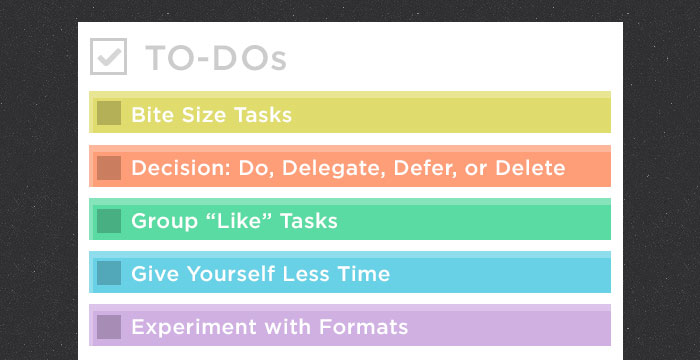 TO-DOs
Bite Size Tasks
Decision: Do, Delegate, Defer, or Delete
Group “Like” Tasks
Give Yourself Less Time
Experiment with Formats